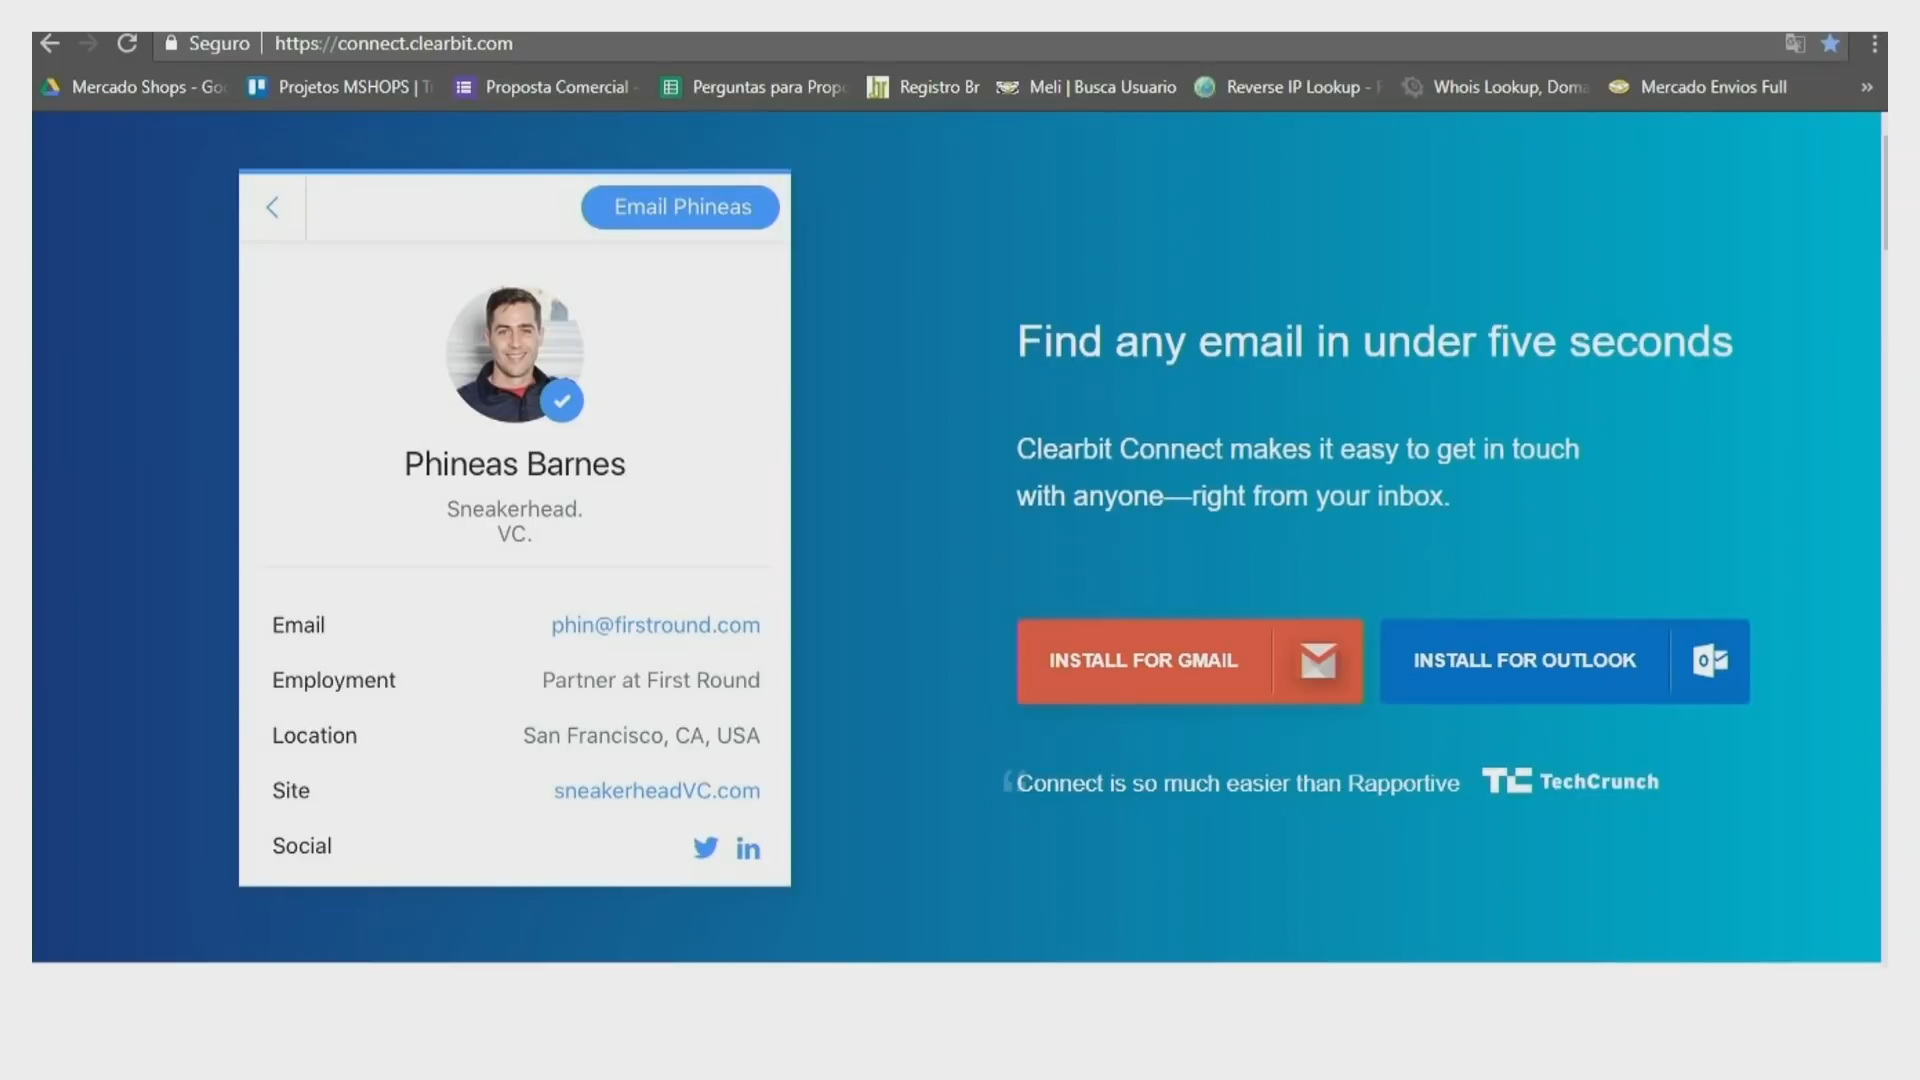 Seguro
https://connect.clearbit.com
Mercado Shops - Goo
Projetos MSHOPS | T
Proposta Comercial -
Perguntas para Prop
Registro Br
Meli | Busca Usuario
Reverse IP Lookup -
Whois Lookup, Doma
Mercado Envios Full
»
Email Phineas
Phineas Barnes
Sneakerhead.
VC.
Email phin@firstround.com
Employment Partner at First Round
Location San Francisco, CA, USA
Site sneakerheadVC.com
Social
Find any email in under five seconds
Clearbit Connect makes it easy to get in touch
with anyone—right from your inbox.
INSTALL FOR GMAIL
INSTALL FOR OUTLOOK
“Connect is so much easier than Rapportive
TC TechCrunch